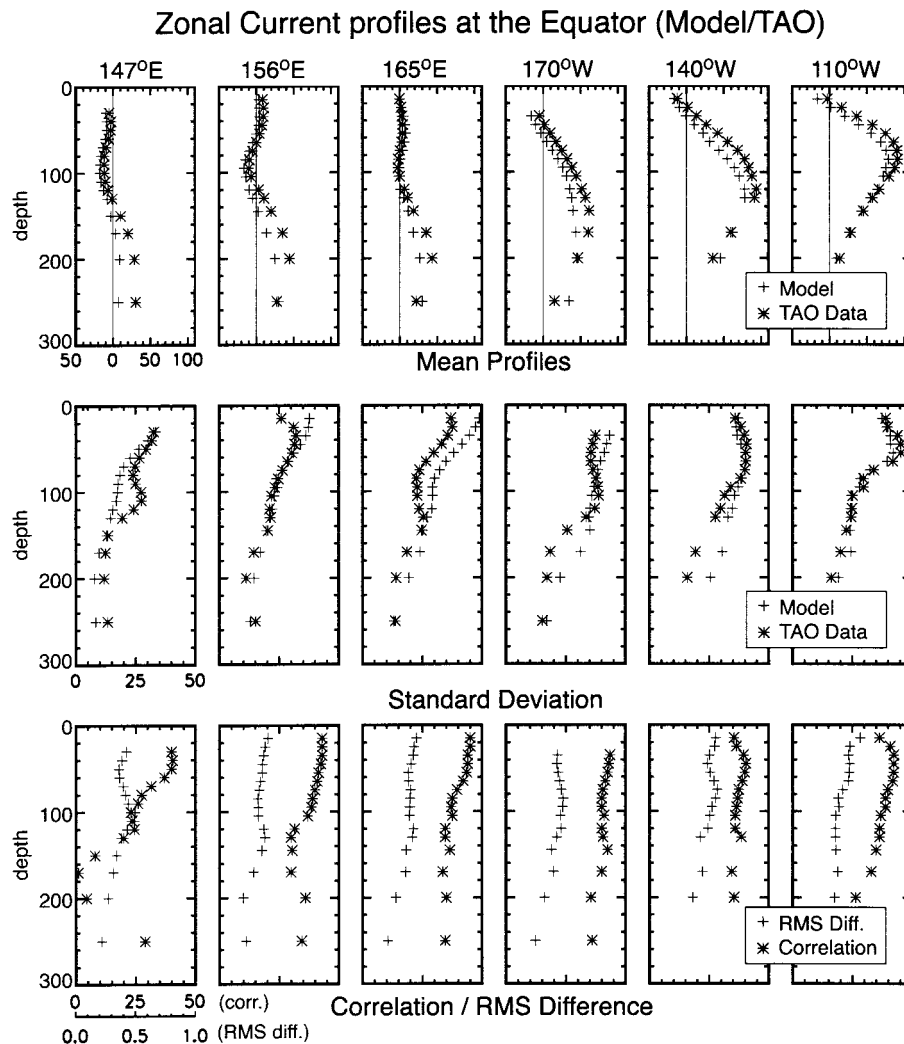 Zonal Current profiles at the Equator (Model/TAO)
147°E 156°E 165°E 170°W 140°W 110°W
0
100
200
300
depth
50 0 50 100
+ Model
✳ TAO Data
Mean Profiles
0
100
200
300
depth
0 25 50
+ Model
✳ TAO Data
Standard Deviation
0
100
200
300
depth
+ RMS Diff.
✳ Correlation
0 25 50 (corr.)
0.0 0.5 1.0 (RMS diff.)
Correlation / RMS Difference